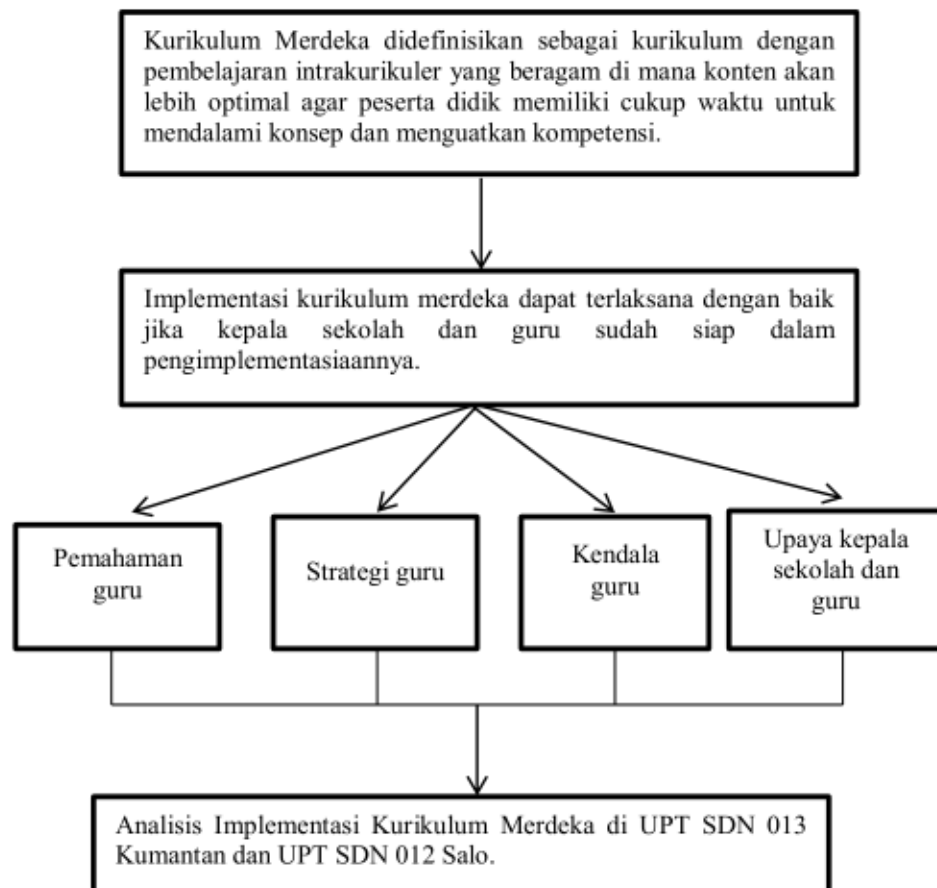 Kurikulum Merdeka didefinisikan sebagai kurikulum dengan
pembelajaran intrakurikuler yang beragam di mana konten akan
lebih optimal agar peserta didik memiliki cukup waktu untuk
mendalami konsep dan menguatkan kompetensi.
Implementasi kurikulum merdeka dapat terlaksana dengan baik
jika kepala sekolah dan guru sudah siap dalam
pengimplementasiaannya.
Pemahaman
guru
Strategi guru
Kendala
guru
Upaya kepala
sekolah dan
guru
Analisis Implementasi Kurikulum Merdeka di UPT SDN 013
Kumantan dan UPT SDN 012 Salo.